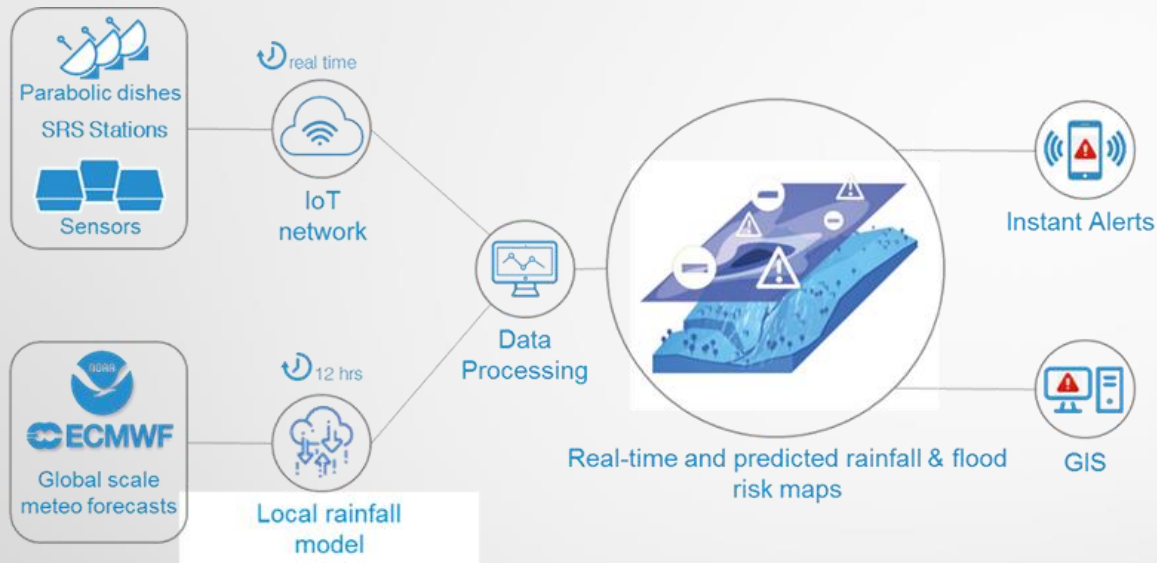 Parabolic dishes
SRS Stations
Sensors
real time
IoT
network
NOAA
ECMWF
Global scale
meteo forecasts
12 hrs
Local rainfall
model
Data
Processing
Real-time and predicted rainfall & flood
risk maps
Instant Alerts
GIS